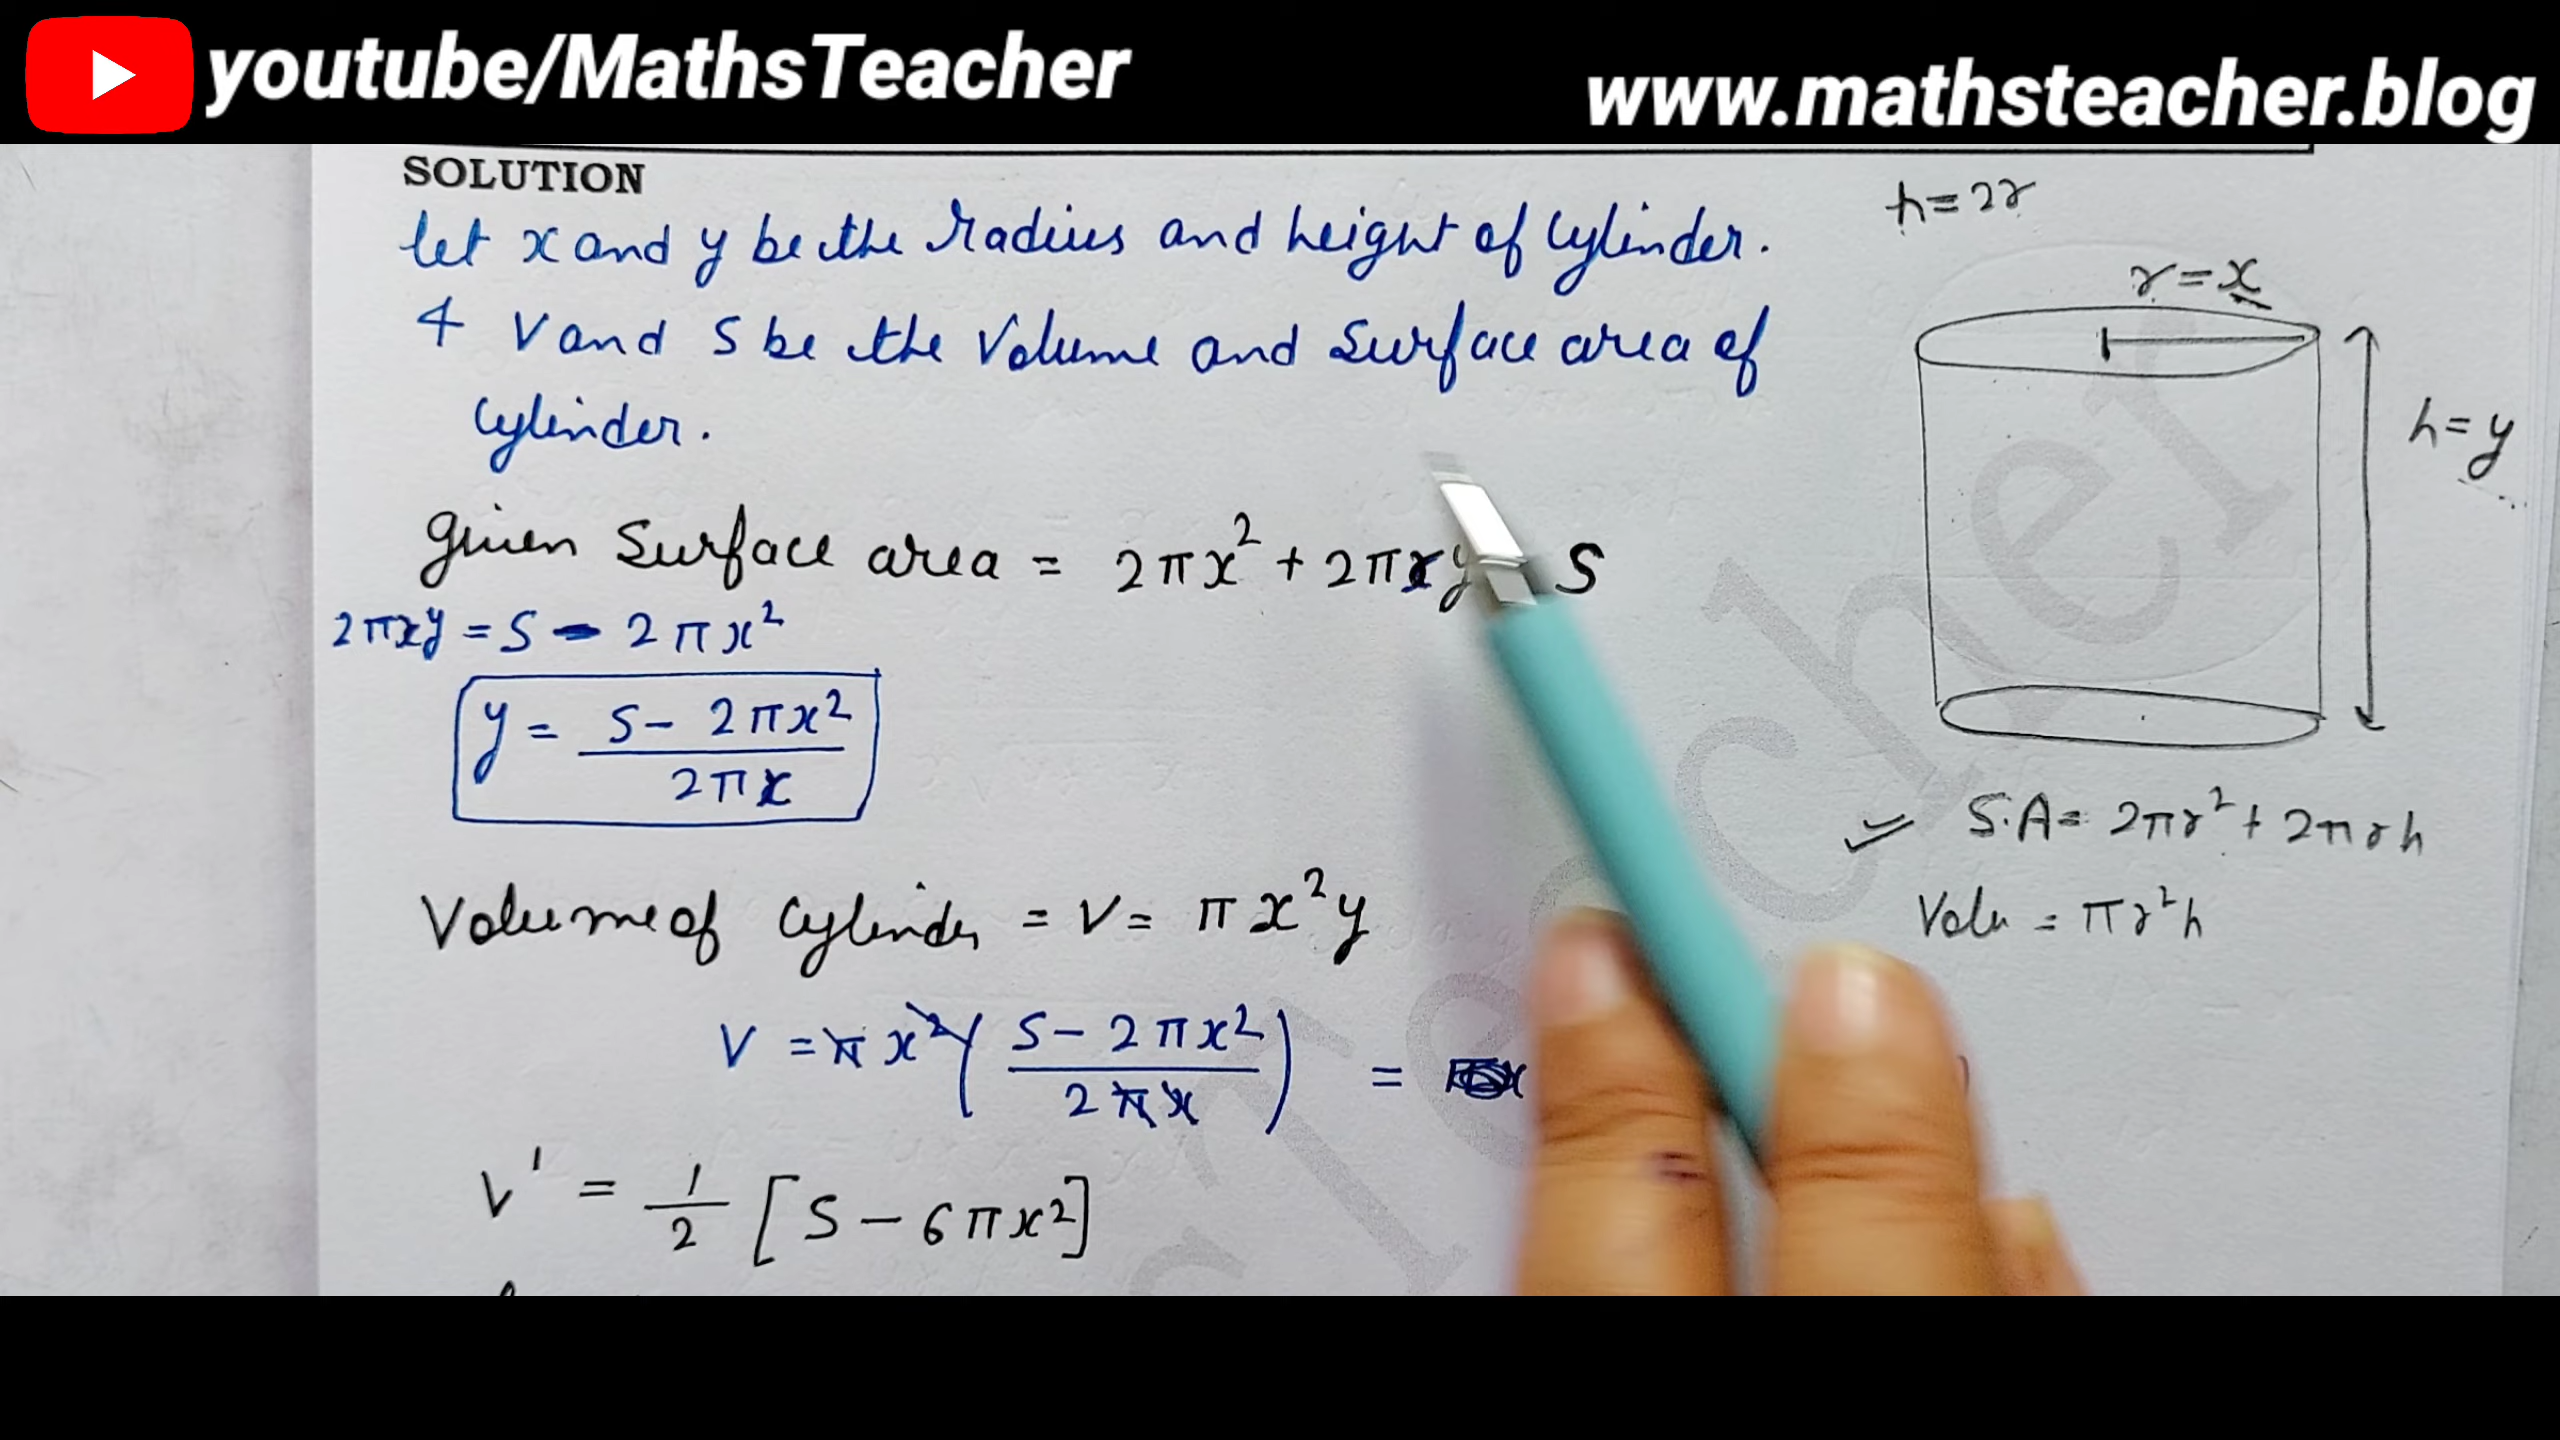 youtube/MathsTeacher
www.mathsteacher.blog
SOLUTION
let x and y be the radius and height of cylinder.
& V and S be the Volume and Surface area of
cylinder.
given Surface area = 2πx² + 2πxy S
2πxy = S - 2πx²
y = S - 2πx² / 2πx
Volume of cylinder = V = πx²y
V = πx² ( S - 2πx² / 2πx ) =
V' = 1/2 [ S - 6πx² ]
h = 2r
r = x
h = y
S.A = 2πr² + 2πrh
Volu = πr²h
Teacher